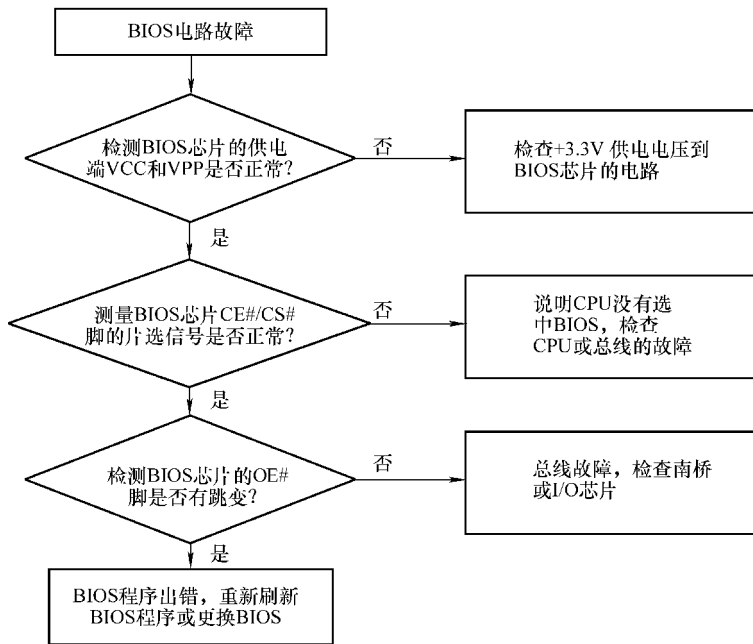 BIOS电路故障
检测BIOS芯片的供电
端VCC和VPP是否正常?
否
检查+3.3V 供电电压到
BIOS芯片的电路
是
测量BIOS芯片CE#/CS#
脚的片选信号是否正常?
否
说明CPU没有选
中BIOS，检查
CPU或总线的故障
是
检测BIOS芯片的OE#
脚是否有跳变?
否
总线故障，检查南桥
或I/O芯片
是
BIOS程序出错，重新刷新
BIOS程序或更换BIOS